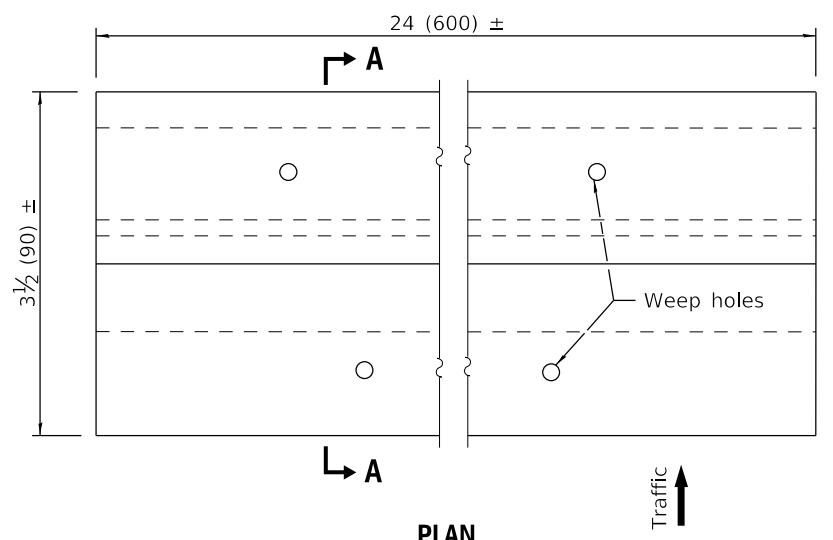 24 (600) ±
A
3½ (90) ±
Weep holes
A
Traffic
PLAN